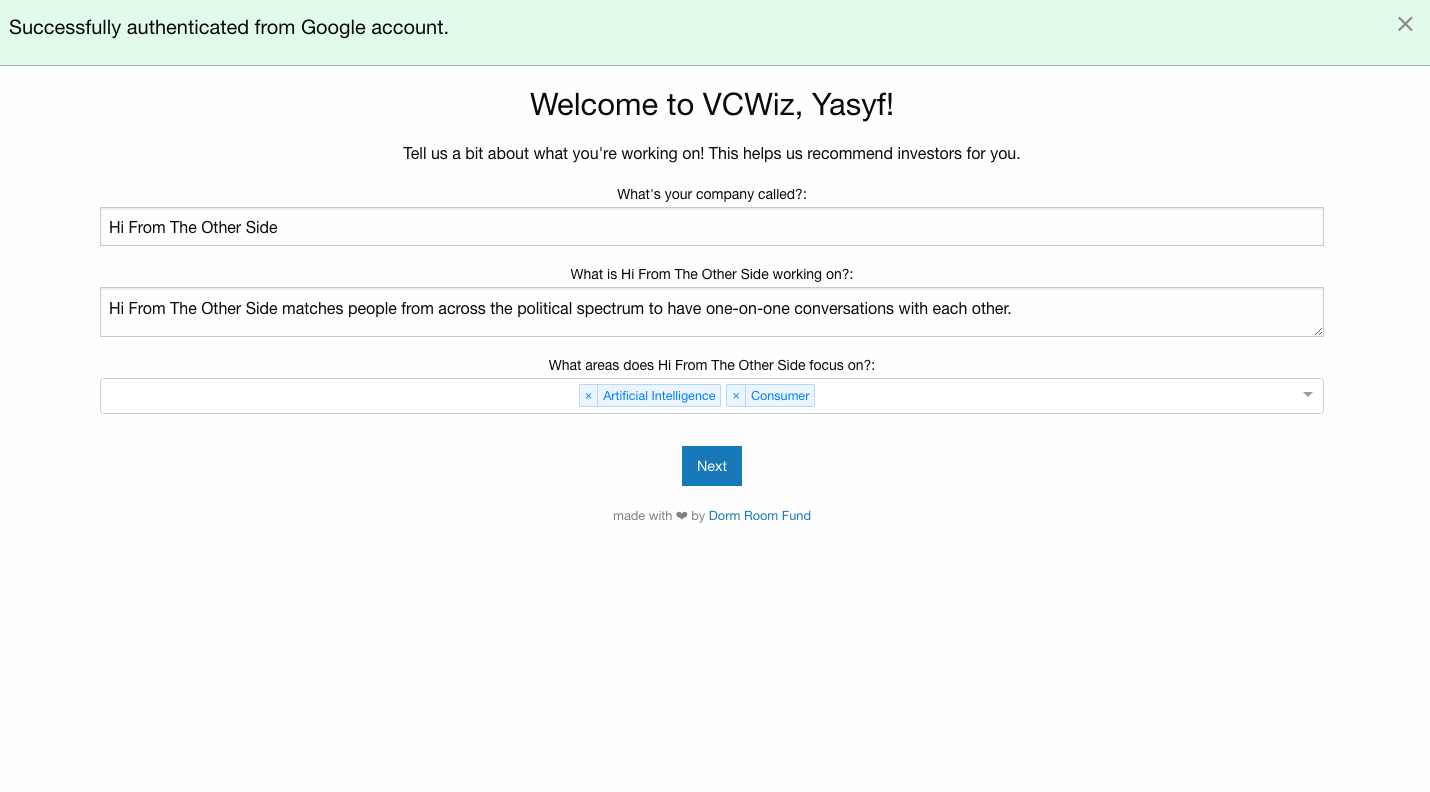 Successfully authenticated from Google account.
×
Welcome to VCWiz, Yasyf!
Tell us a bit about what you're working on! This helps us recommend investors for you.
What's your company called?:
Hi From The Other Side
What is Hi From The Other Side working on?:
Hi From The Other Side matches people from across the political spectrum to have one-on-one conversations with each other.
What areas does Hi From The Other Side focus on?:
× Artificial Intelligence × Consumer
Next
made with ❤ by Dorm Room Fund